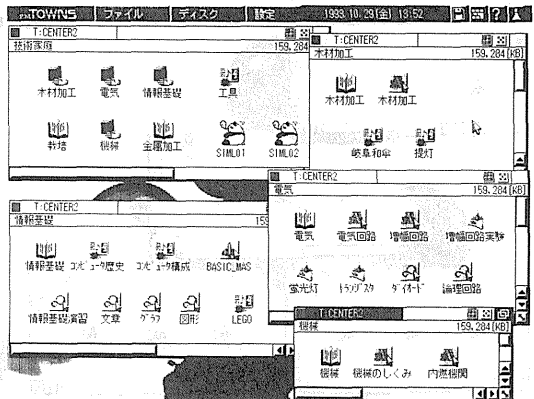 TOWNS ファイル ディスク 設定 1993.10.29(金) 13:52
T:CENTER2
技術家庭 159,284
木材加工 電気 情報基礎 工具
栽培 機械 金属加工 SIML01 SIML02
T:CENTER2
木材加工 159,284[KB]
木材加工 木材加工
岐阜和傘 提灯
T:CENTER2
電気 159,284[KB]
電気 電気回路 増幅回路 増幅回路実験
蛍光灯 トランジスタ ダイオード 論理回路
T:CENTER2
情報基礎 159
情報基礎 コンピュータ歴史 コンピュータ構成 BASIC_MAS
情報基礎演習 文章 グラフ 図形 LEGO
T:CENTER2
機械 159,284[KB]
機械 機械のしくみ 内燃機関